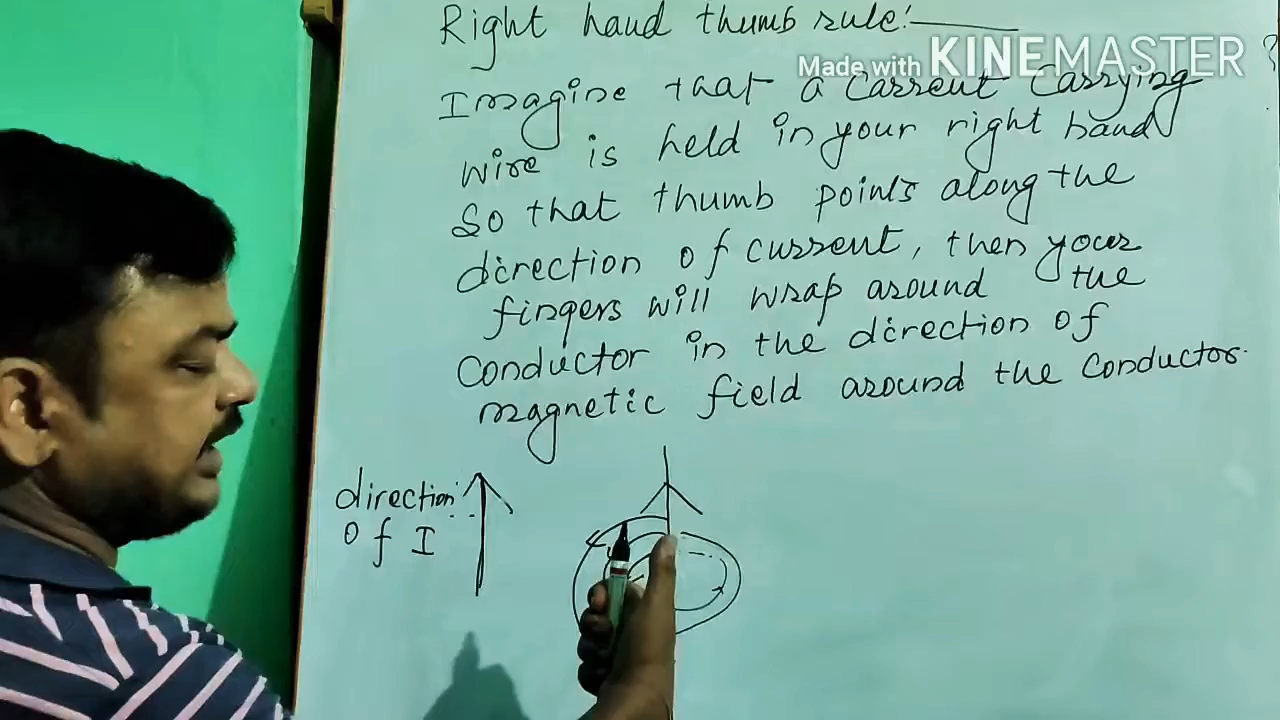 Right hand thumb rule:
Made with KINEMASTER
Imagine that a current carrying
wire is held in your right hand
So that thumb points along the
direction of current, then your
fingers will wrap around the
conductor in the direction of
magnetic field around the conductor.
direction
of I